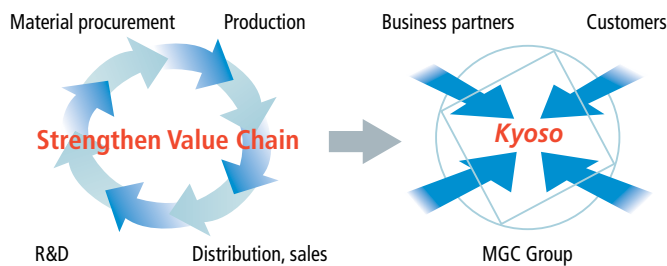 Material procurement
Production
Business partners
Customers
Strengthen Value Chain
Kyoso
R&D
Distribution, sales
MGC Group